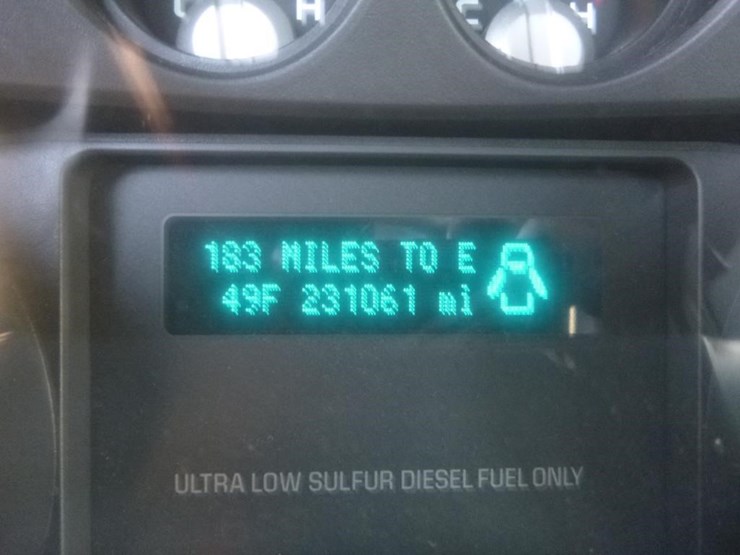 C H C H
183 MILES TO E
49F 231061 mi
ULTRA LOW SULFUR DIESEL FUEL ONLY